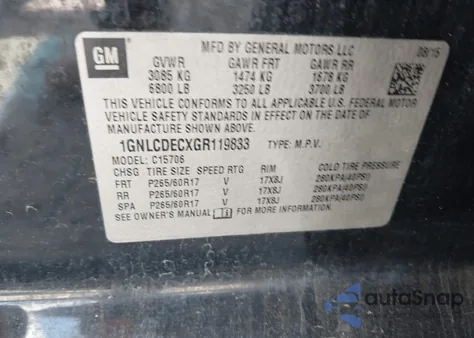 GM
MFD BY GENERAL MOTORS LLC 08/15
GVWR GAWR FRT GAWR RR
3085 KG 1474 KG 1678 KG
6800 LB 3250 LB 3700 LB
THIS VEHICLE CONFORMS TO ALL APPLICABLE U.S. FEDERAL MOTOR
VEHICLE SAFETY STANDARDS IN EFFECT ON THE DATE OF
MANUFACTURE SHOWN ABOVE.
1GNLCDECXGR119833 TYPE: M.P.V.
MODEL: C15706
CHSG TIRE SIZE SPEED RTG RIM COLD TIRE PRESSURE
FRT P265/60R17 V 17X8J 280KPA(40PSI)
RR P265/60R17 V 17X8J 280KPA(40PSI)
SPA P265/60R17 V 17X8J 280KPA(40PSI)
SEE OWNER'S MANUAL FOR MORE INFORMATION.
autoSnap